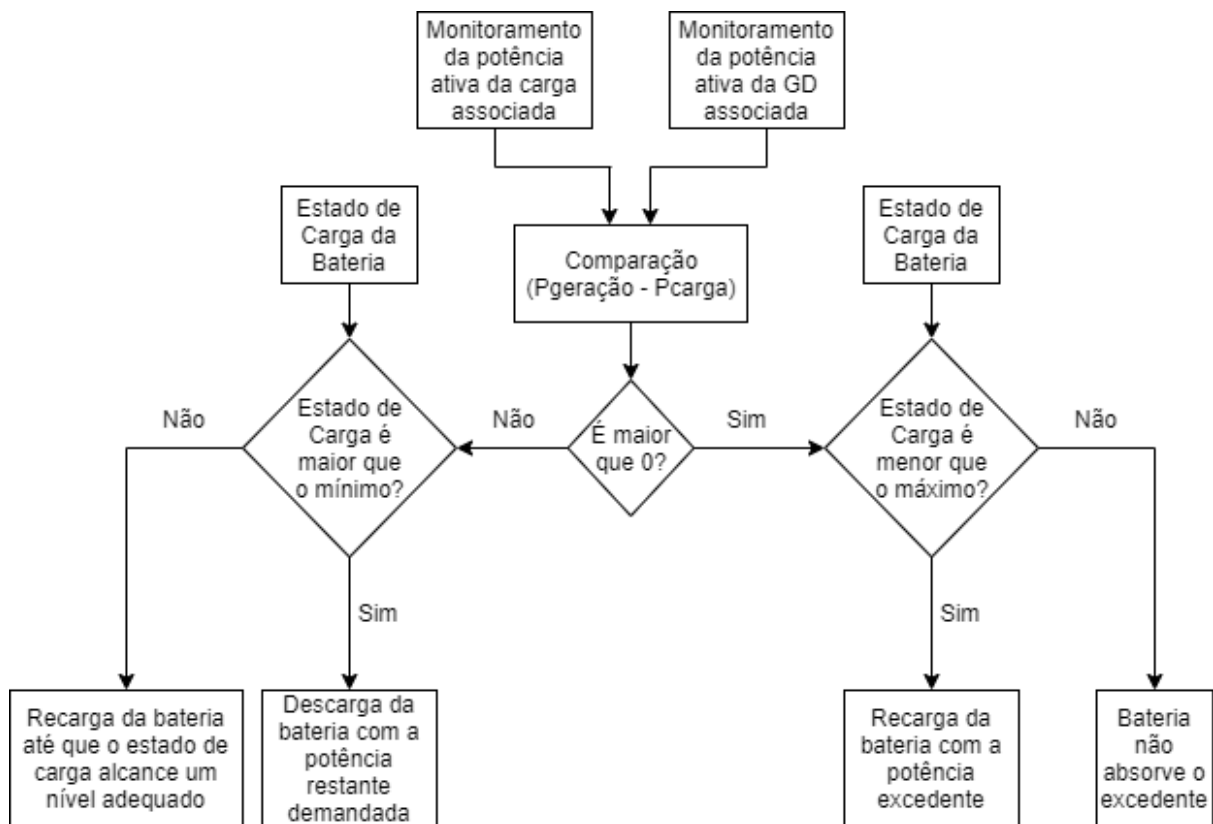 Monitoramento
da potência
ativa da carga
associada
Monitoramento
da potência
ativa da GD
associada
Estado de
Carga da
Bateria
Comparação
(Pgeração - Pcarga)
Estado de
Carga da
Bateria
Não
Estado de
Carga é
maior que
o mínimo?
Não
É maior
que 0?
Sim
Estado de
Carga é
menor que
o máximo?
Não
Sim
Sim
Recarga da bateria
até que o estado de
carga alcance um
nível adequado
Descarga da
bateria com a
potência
restante
demandada
Recarga da
bateria com a
potência
excedente
Bateria
não
absorve o
excedente